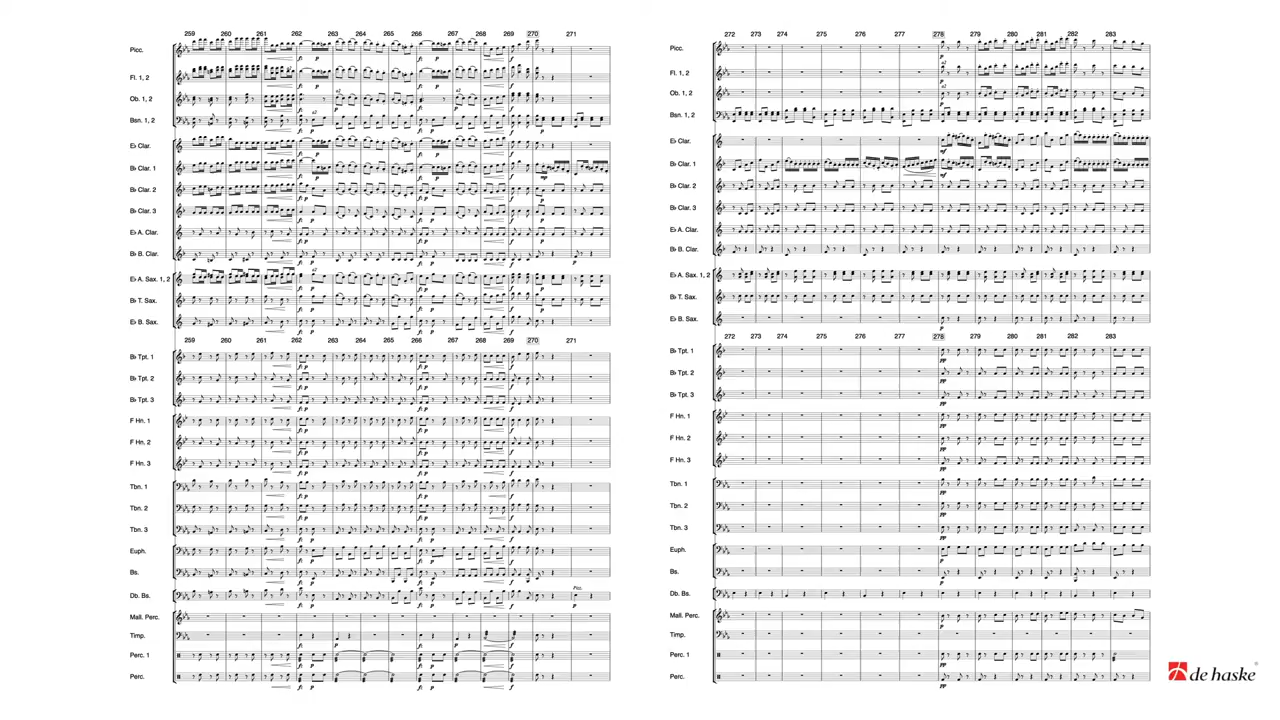 259 260 261 262 263 264 265 266 267 268 269 270 271
Picc.
Fl. 1, 2
Ob. 1, 2
Bsn. 1, 2
E♭ Clar.
B♭ Clar. 1
B♭ Clar. 2
B♭ Clar. 3
E♭ A. Clar.
B♭ B. Clar.
E♭ A. Sax. 1, 2
B♭ T. Sax.
E♭ B. Sax.
259 260 261 262 263 264 265 266 267 268 269 270 271
B♭ Tpt. 1
B♭ Tpt. 2
B♭ Tpt. 3
F Hn. 1
F Hn. 2
F Hn. 3
Tbn. 1
Tbn. 2
Tbn. 3
Euph.
Bs.
Db. Bs.
Pizz.
Mall. Perc.
Timp.
Perc. 1
Perc.
272 273 274 275 276 277 278 279 280 281 282 283
Picc.
Fl. 1, 2
Ob. 1, 2
Bsn. 1, 2
E♭ Clar.
B♭ Clar. 1
B♭ Clar. 2
B♭ Clar. 3
E♭ A. Clar.
B♭ B. Clar.
E♭ A. Sax. 1, 2
B♭ T. Sax.
E♭ B. Sax.
272 273 274 275 276 277 278 279 280 281 282 283
B♭ Tpt. 1
B♭ Tpt. 2
B♭ Tpt. 3
F Hn. 1
F Hn. 2
F Hn. 3
Tbn. 1
Tbn. 2
Tbn. 3
Euph.
Bs.
Db. Bs.
Mall. Perc.
Timp.
Perc. 1
Perc.
de haske